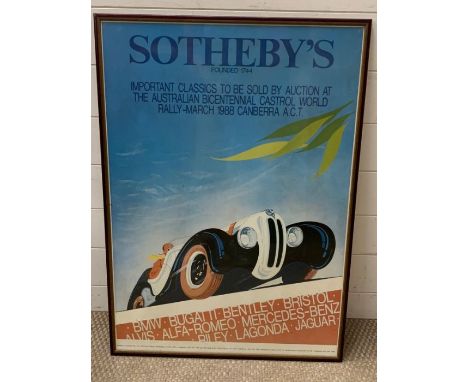 SOTHEBY'S
FOUNDED 1744
IMPORTANT CLASSICS TO BE SOLD BY AUCTION AT
THE AUSTRALIAN BICENTENNIAL CASTROL WORLD
RALLY-MARCH 1988 CANBERRA A.C.T.
· BMW · BUGATTI · BENTLEY · BRISTOL ·
ALVIS · ALFA-ROMEO · MERCEDES-BENZ
· RILEY · LAGONDA · JAGUAR